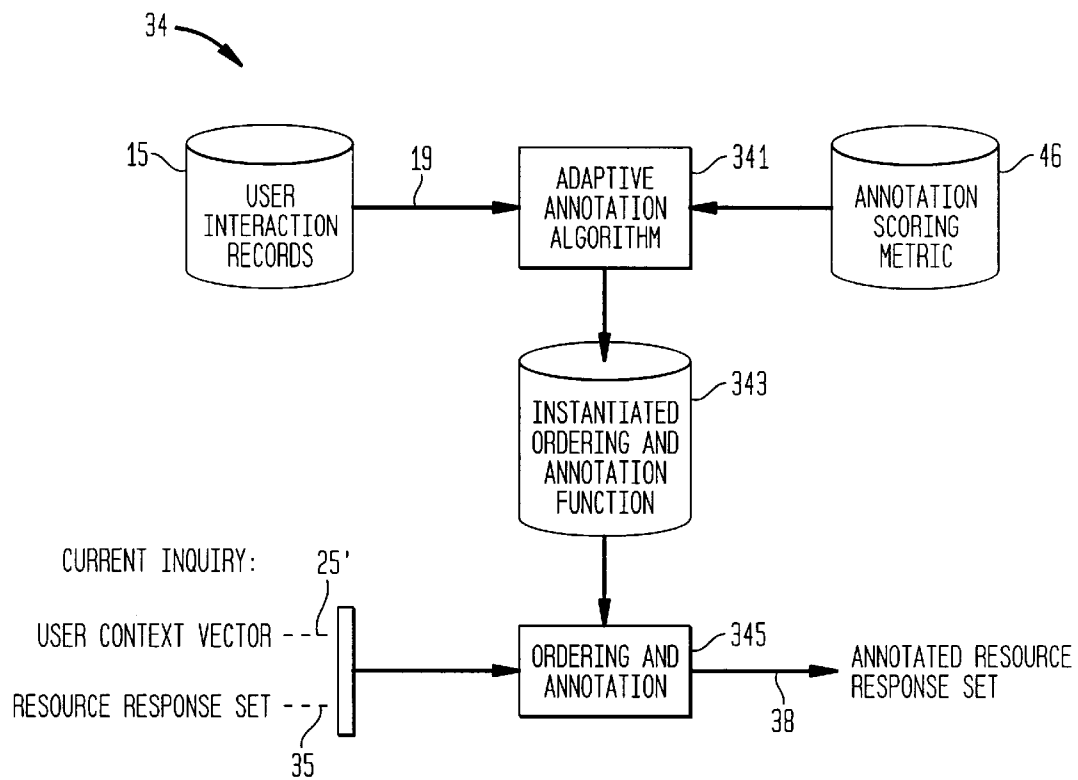 34
15
USER
INTERACTION
RECORDS
19
ADAPTIVE
ANNOTATION
ALGORITHM
341
ANNOTATION
SCORING
METRIC
46
INSTANTIATED
ORDERING AND
ANNOTATION
FUNCTION
343
CURRENT INQUIRY:
25'
USER CONTEXT VECTOR
RESOURCE RESPONSE SET
35
ORDERING AND
ANNOTATION
345
38
ANNOTATED RESOURCE
RESPONSE SET